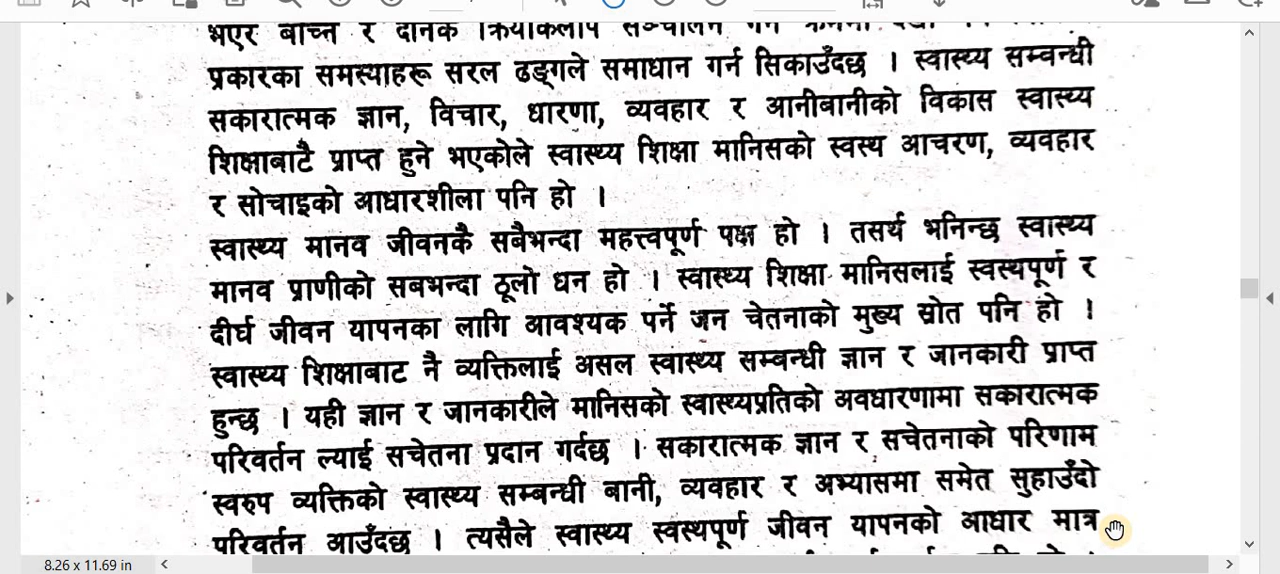 भएर बाच्न र
प्रकारका समस्याहरू सरल ढङ्गले समाधान गर्न सिकाउँदछ । स्वास्थ्य सम्बन्धी
सकारात्मक ज्ञान, विचार, धारणा, व्यवहार र आनीबानीको विकास स्वास्थ्य
शिक्षाबाटै प्राप्त हुने भएकोले स्वास्थ्य शिक्षा मानिसको स्वस्थ आचरण, व्यवहार
र सोचाइको आधारशीला पनि हो ।
स्वास्थ्य मानव जीवनकै सबैभन्दा महत्त्वपूर्ण पक्ष हो । तसर्थ भनिन्छ स्वास्थ्य
मानव प्राणीको सबभन्दा ठूलो धन हो । स्वास्थ्य शिक्षा मानिसलाई स्वस्थपूर्ण र
दीर्घ जीवन यापनका लागि आवश्यक पर्ने जन चेतनाको मुख्य स्रोत पनि हो ।
स्वास्थ्य शिक्षाबाट नै व्यक्तिलाई असल स्वास्थ्य सम्बन्धी ज्ञान र जानकारी प्राप्त
हुन्छ । यही ज्ञान र जानकारीले मानिसको स्वास्थ्यप्रतिको अवधारणामा सकारात्मक
परिवर्तन ल्याई सचेतना प्रदान गर्दछ । सकारात्मक ज्ञान र सचेतनाको परिणाम
स्वरुप व्यक्तिको स्वास्थ्य सम्बन्धी बानी, व्यवहार र अभ्यासमा समेत सुहाउँदो
परिवर्तन आउँदछ । त्यसैले स्वास्थ्य स्वस्थपूर्ण जीवन यापनको आधार मात्र
8.26 x 11.69 in